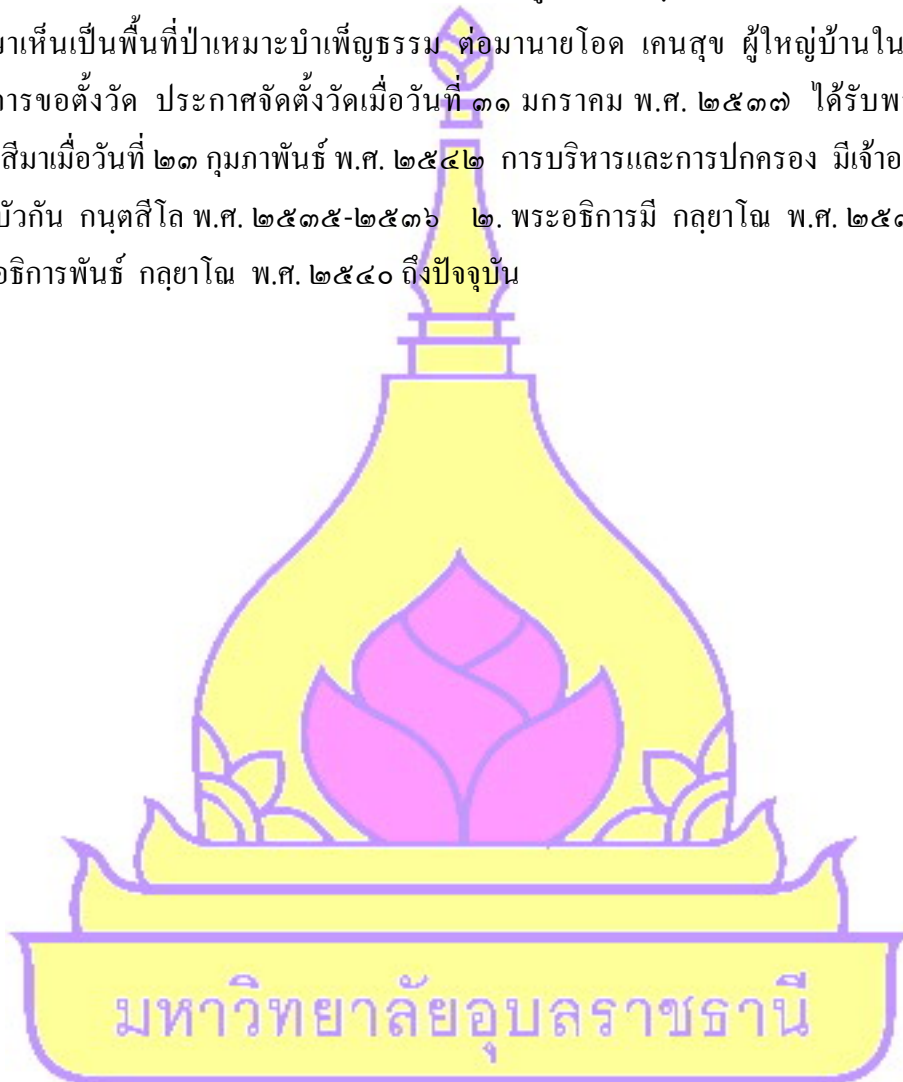 มาเห็นเป็นพื้นที่ป่าเหมาะบำเพ็ญธรรม ต่อมานายโอด เคนสุข ผู้ใหญ่บ้านใน
การขอตั้งวัด ประกาศจัดตั้งวัดเมื่อวันที่ ๓๑ มกราคม พ.ศ. ๒๕๓๗ ได้รับ
สีมาเมื่อวันที่ ๒๓ กุมภาพันธ์ พ.ศ. ๒๕๔๒ การบริหารและการปกครอง มีเจ้าอ
บัวกัน กนฺตสีโล พ.ศ. ๒๕๓๕-๒๕๓๖ ๒. พระอธิการมี กลฺยาโณ พ.ศ.
อธิการพันธ์ กลฺยาโณ พ.ศ. ๒๕๔๐ ถึงปัจจุบัน
มหาวิทยาลัยอุบลราชธานี